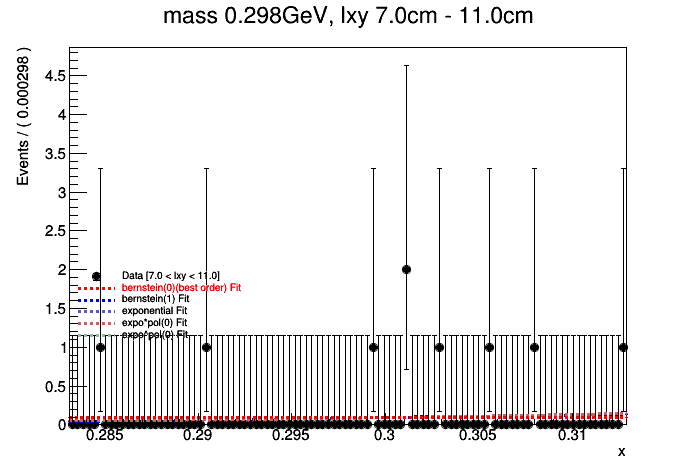 mass 0.298GeV, lxy 7.0cm - 11.0cm
Events / ( 0.000298 )
4.5
4
3.5
3
2.5
2
1.5
1
0.5
0
Data [7.0 < lxy < 11.0]
bernstein(0)(best order) Fit
bernstein(1) Fit
exponential Fit
expo*pol(0) Fit
expo*pol(0) Fit
0.285
0.29
0.295
0.3
0.305
0.31
x